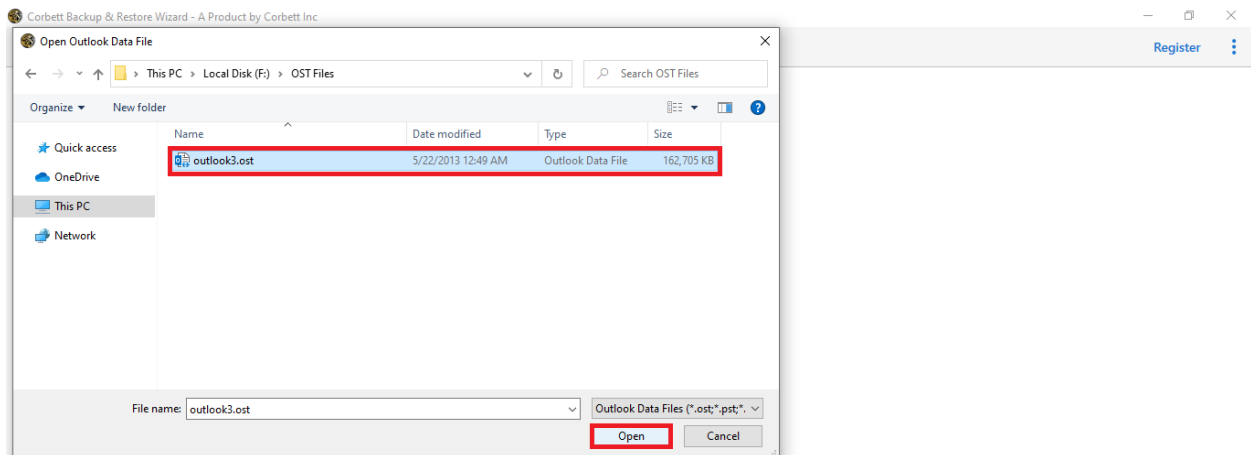 Corbett Backup & Restore Wizard - A Product by Corbett Inc
Open Outlook Data File
Register
This PC > Local Disk (F:) > OST Files
Search OST Files
Organize New folder
Name Date modified Type Size
Quick access
outlook3.ost 5/22/2013 12:49 AM Outlook Data File 162,705 KB
OneDrive
This PC
Network
File name: outlook3.ost Outlook Data Files (*.ost;*.pst;*.
Open Cancel